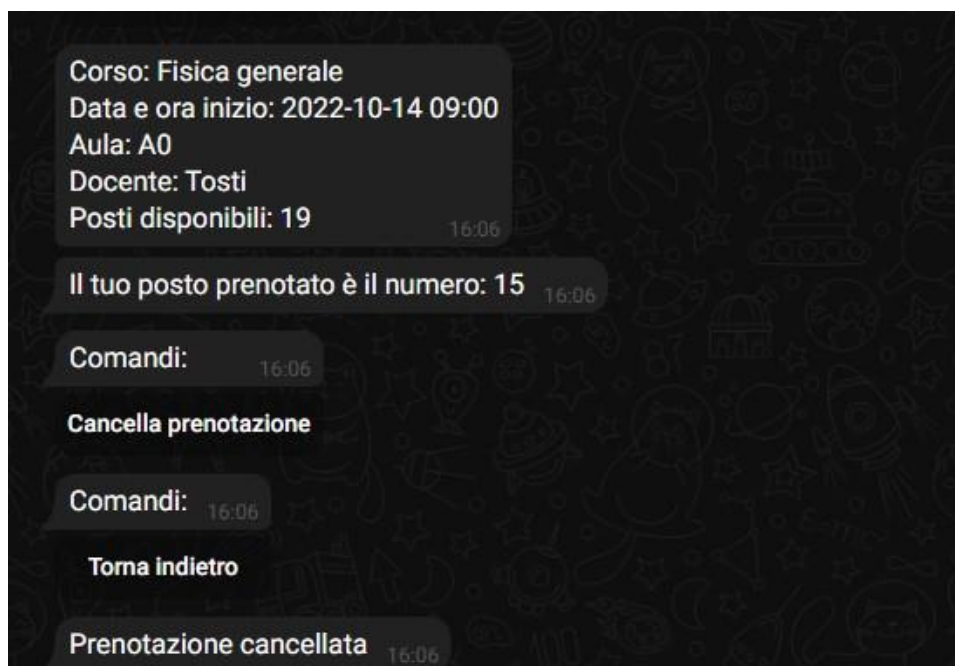 Corso: Fisica generale
Data e ora inizio: 2022-10-14 09:00
Aula: A0
Docente: Tosti
Posti disponibili: 19
16:06
Il tuo posto prenotato è il numero: 15 16:06
Comandi: 16:06
Cancella prenotazione
Comandi: 16:06
Torna indietro
Prenotazione cancellata 16:06